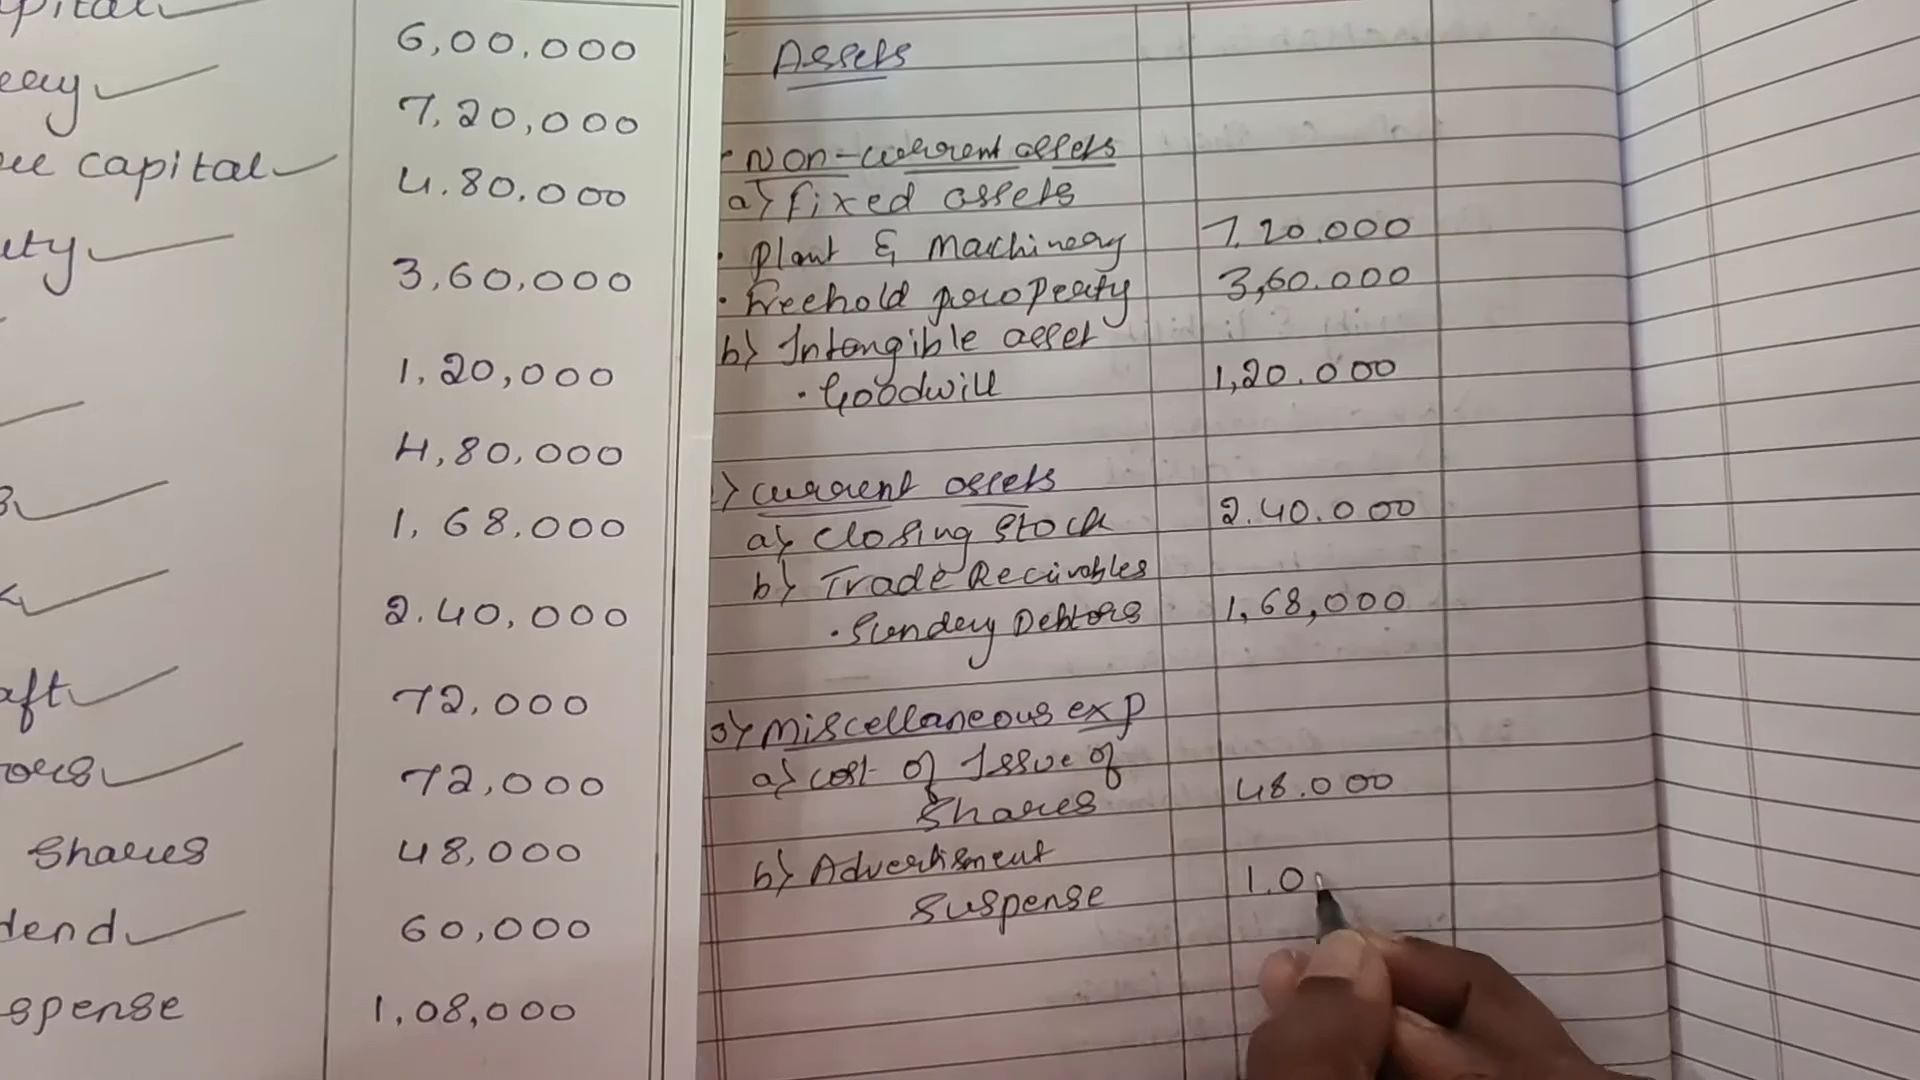 6,00,000
7,20,000
capital
4.80,000
3,60,000
1,20,000
4,80,000
1,68,000
2.40,000
72,000
72,000
Shares 48,000
dend 60,000
spense 1,08,000
Assets
Non-current assets
a) fixed assets
• Plant & Machinery 7,20.000
• Freehold property 3,60.000
b) Intangible asset
• Goodwill 1,20.000
) current assets
a) Closing Stock 2.40.000
b) Trade Recivables
• Sundry Debtors 1,68,000
3) Miscellaneous exp
a) cost of Issue of
Shares 48.000
b) Advertisment
Suspense 1.0